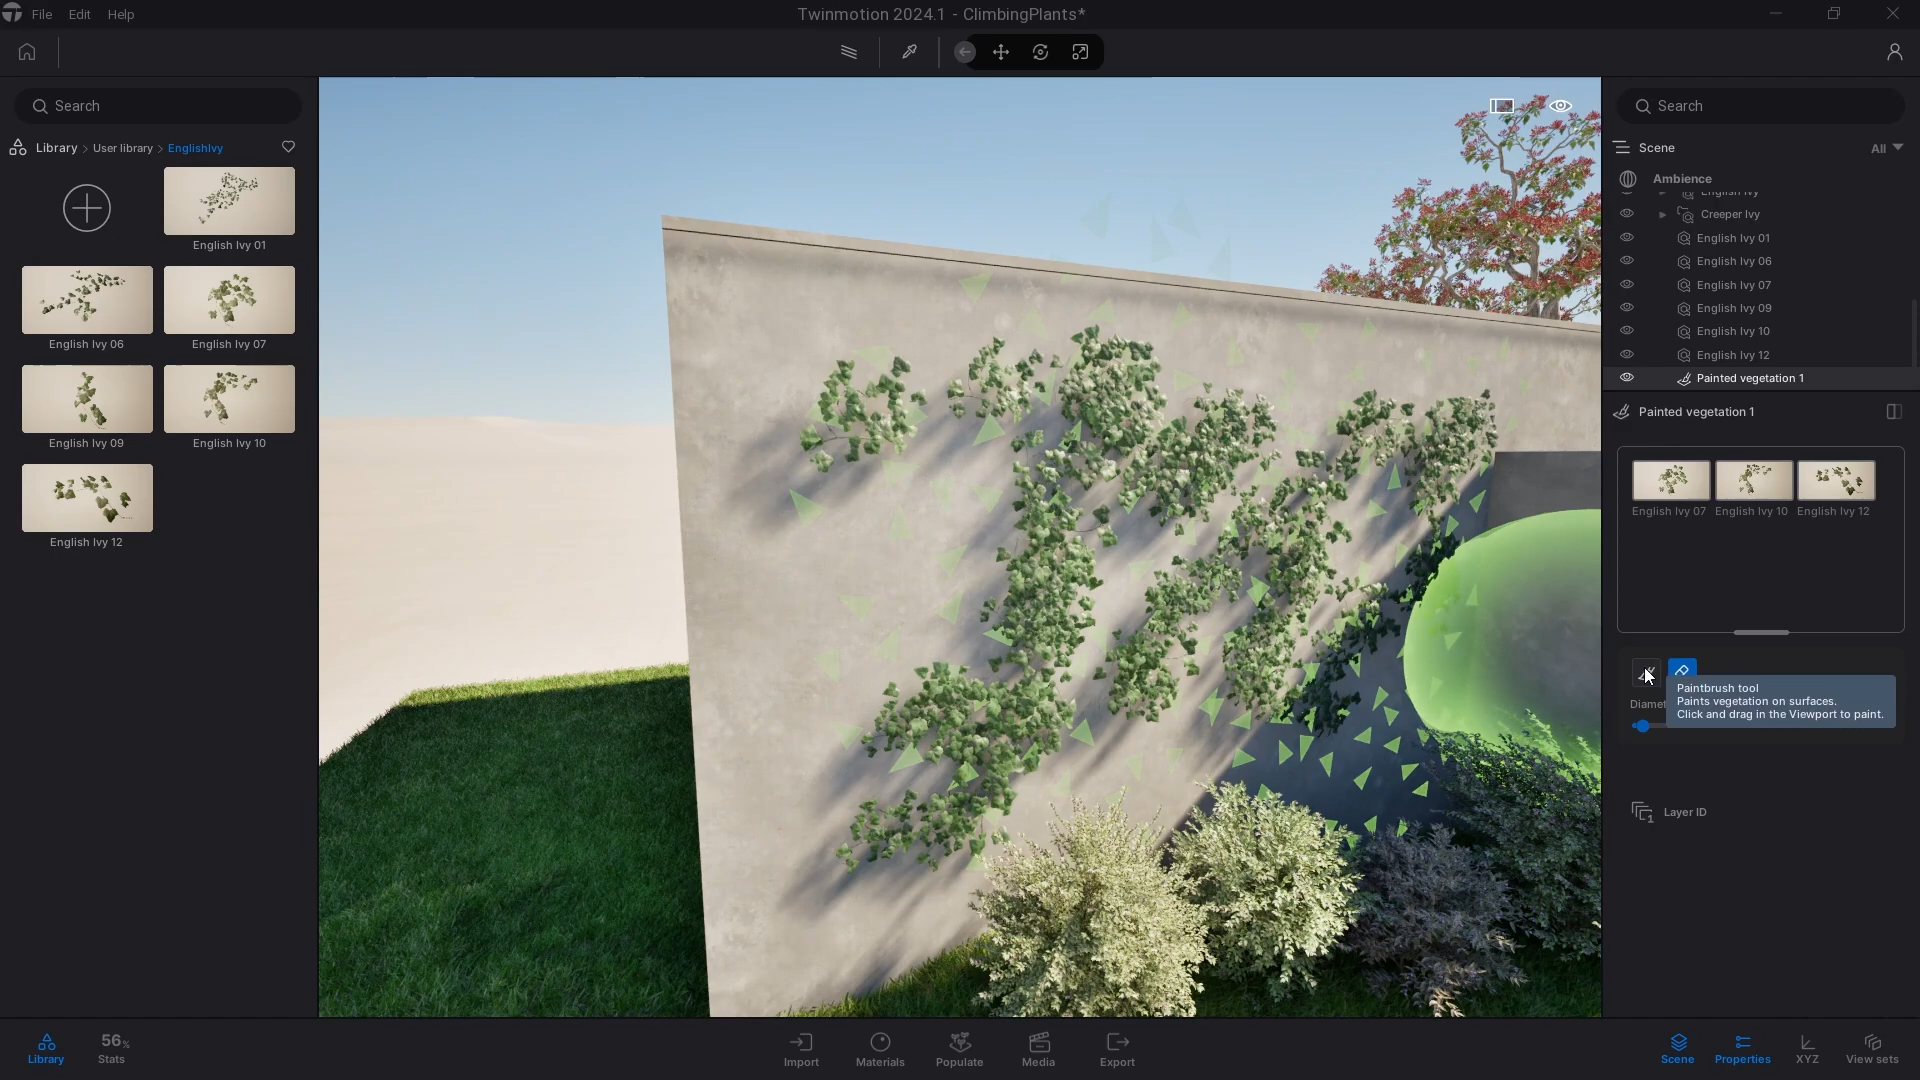 File Edit Help
Twinmotion 2024.1 - ClimbingPlants*
Search
Library > User library > EnglishIvy
English Ivy 01
English Ivy 06
English Ivy 07
English Ivy 09
English Ivy 10
English Ivy 12
Search
Scene
All
Ambience
English Ivy
Creeper Ivy
English Ivy 01
English Ivy 06
English Ivy 07
English Ivy 09
English Ivy 10
English Ivy 12
Painted vegetation 1
Painted vegetation 1
English Ivy 07
English Ivy 10
English Ivy 12
Paintbrush tool
Paints vegetation on surfaces.
Click and drag in the Viewport to paint.
Layer ID
Library
56%
Stats
Import
Materials
Populate
Media
Export
Scene
Properties
XYZ
View sets